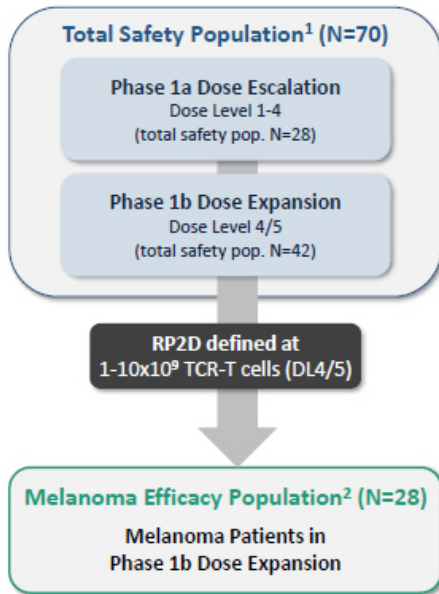 Total Safety Population¹ (N=70)
Phase 1a Dose Escalation
Dose Level 1-4
(total safety pop. N=28)
Phase 1b Dose Expansion
Dose Level 4/5
(total safety pop. N=42)
RP2D defined at
1-10x10⁹ TCR-T cells (DL4/5)
Melanoma Efficacy Population² (N=28)
Melanoma Patients in
Phase 1b Dose Expansion